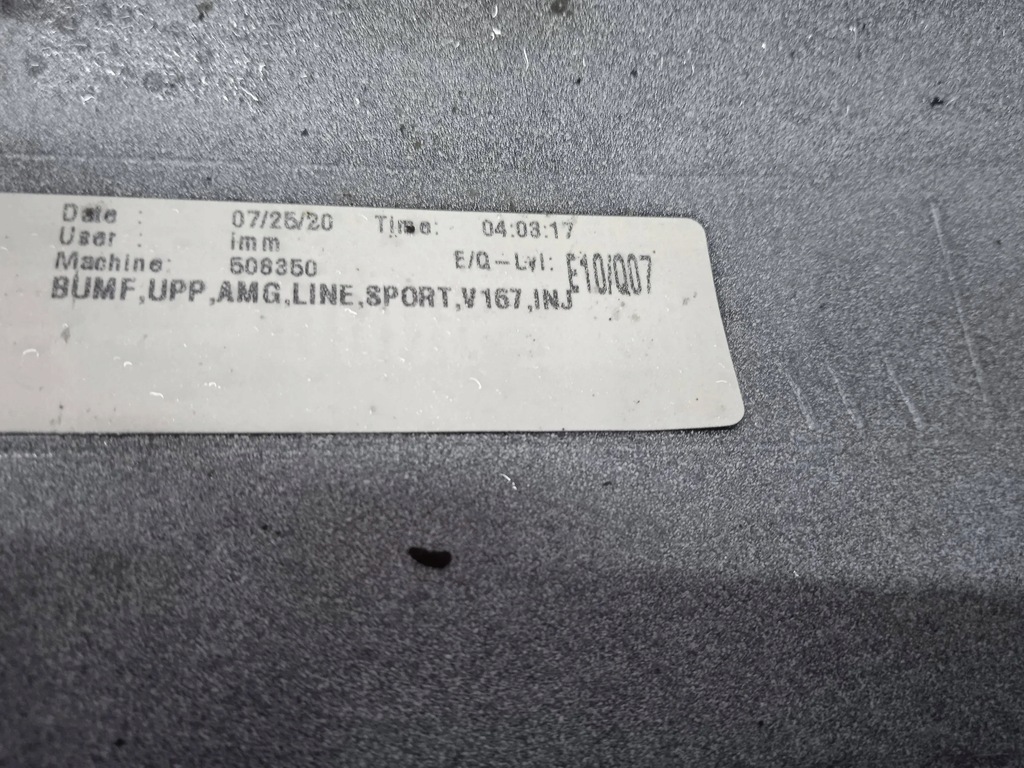 Date : 07/25/20 Time: 04:03:17
User : imm
Machine: 506350 E/Q-Lvl: E10/Q07
BUMF,UPP,AMG,LINE,SPORT,V167,INJ